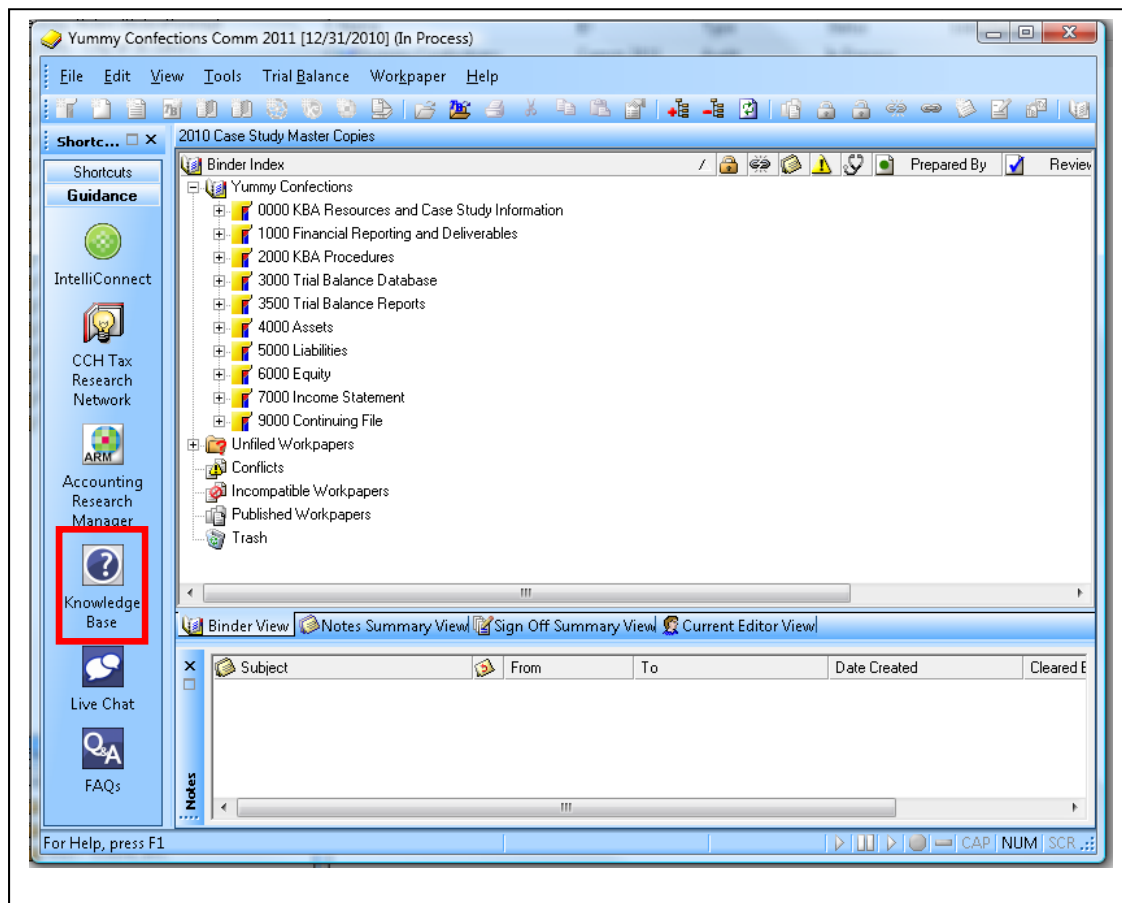 Yummy Confections Comm 2011 [12/31/2010] (In Process)
File Edit View Tools Trial Balance Workpaper Help
Shortc...
2010 Case Study Master Copies
Shortcuts
Guidance
IntelliConnect
CCH Tax
Research
Network
ARM
Accounting
Research
Manager
Knowledge
Base
Live Chat
Q&A
FAQs
Binder Index / Prepared By Review
Yummy Confections
0000 KBA Resources and Case Study Information
1000 Financial Reporting and Deliverables
2000 KBA Procedures
3000 Trial Balance Database
3500 Trial Balance Reports
4000 Assets
5000 Liabilities
6000 Equity
7000 Income Statement
9000 Continuing File
Unfiled Workpapers
Conflicts
Incompatible Workpapers
Published Workpapers
Trash
Binder View Notes Summary View Sign Off Summary View Current Editor View
Subject From To Date Created Cleared B
Notes
For Help, press F1 CAP NUM SCR